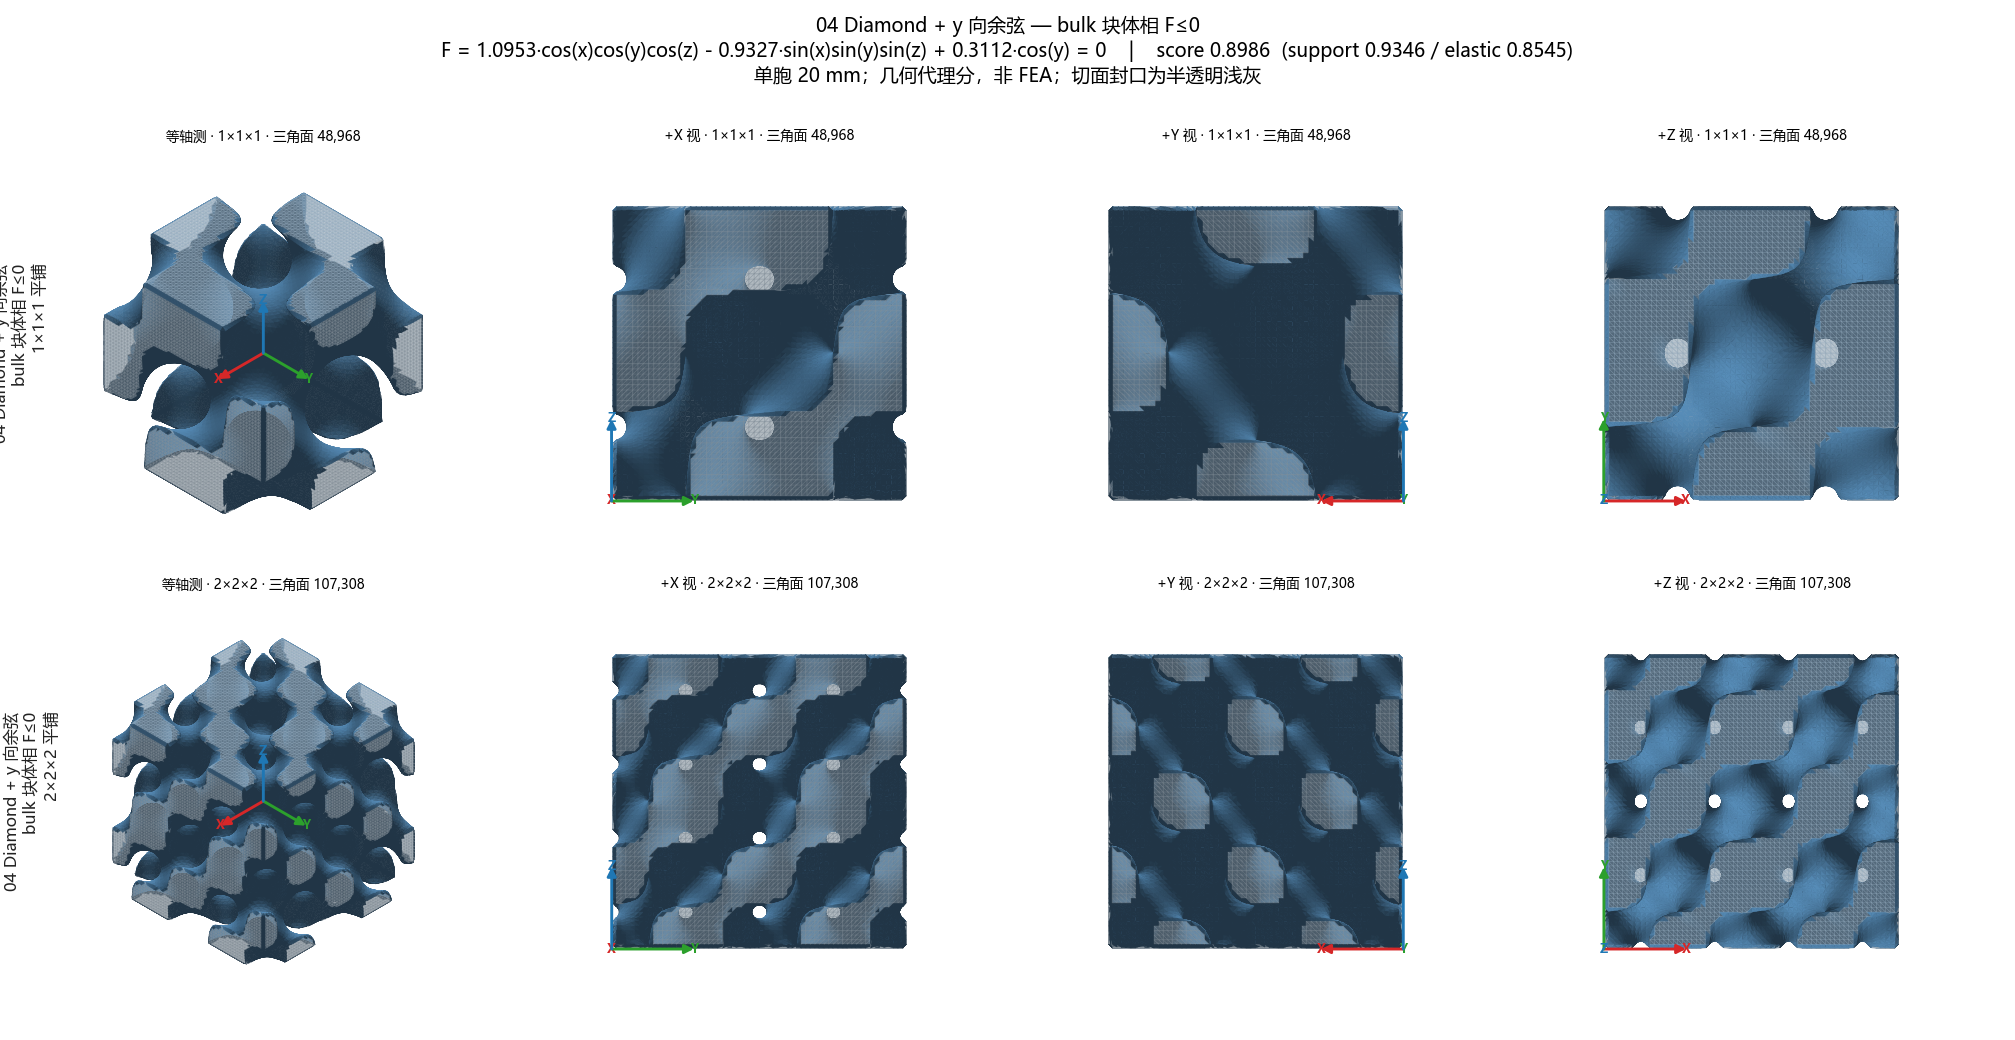 04 Diamond + y 向余弦 — bulk 块体相 F≤0
F = 1.0953·cos(x)cos(y)cos(z) - 0.9327·sin(x)sin(y)sin(z) + 0.3112·cos(y) = 0 | score 0.8986 (support 0.9346 / elastic 0.8545)
单胞 20 mm；几何代理分，非 FEA；切面封口为半透明浅灰
等轴测 · 1×1×1 · 三角面 48,968
+X 视 · 1×1×1 · 三角面 48,968
+Y 视 · 1×1×1 · 三角面 48,968
+Z 视 · 1×1×1 · 三角面 48,968
04 Diamond + y 向余弦
bulk 块体相 F≤0
1×1×1 平铺
Z
X
Y
Z
X
Y
Z
X
Y
Y
Z
X
等轴测 · 2×2×2 · 三角面 107,308
+X 视 · 2×2×2 · 三角面 107,308
+Y 视 · 2×2×2 · 三角面 107,308
+Z 视 · 2×2×2 · 三角面 107,308
04 Diamond + y 向余弦
bulk 块体相 F≤0
2×2×2 平铺
Z
X
Y
Z
X
Y
Z
X
Y
Y
Z
X